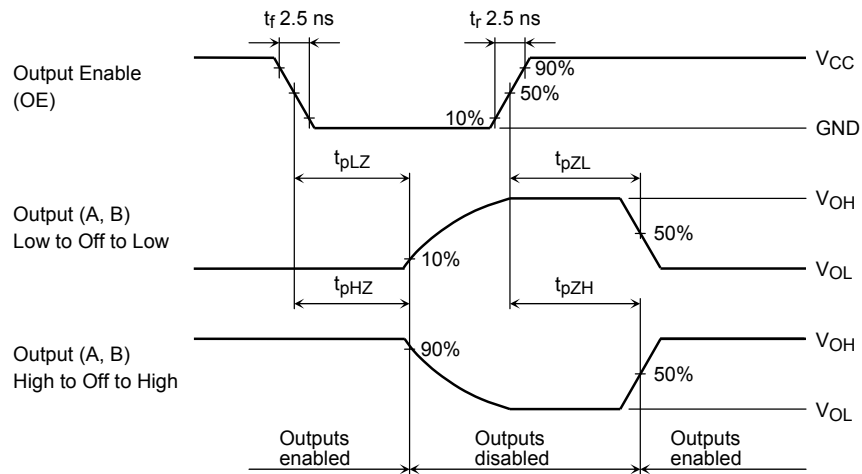 tf 2.5 ns
tr 2.5 ns
Output Enable
(OE)
90%
50%
10%
VCC
GND
tpLZ
tpZL
Output (A, B)
Low to Off to Low
10%
50%
VOH
VOL
tpHZ
tpZH
Output (A, B)
High to Off to High
90%
50%
VOH
VOL
Outputs
enabled
Outputs
disabled
Outputs
enabled